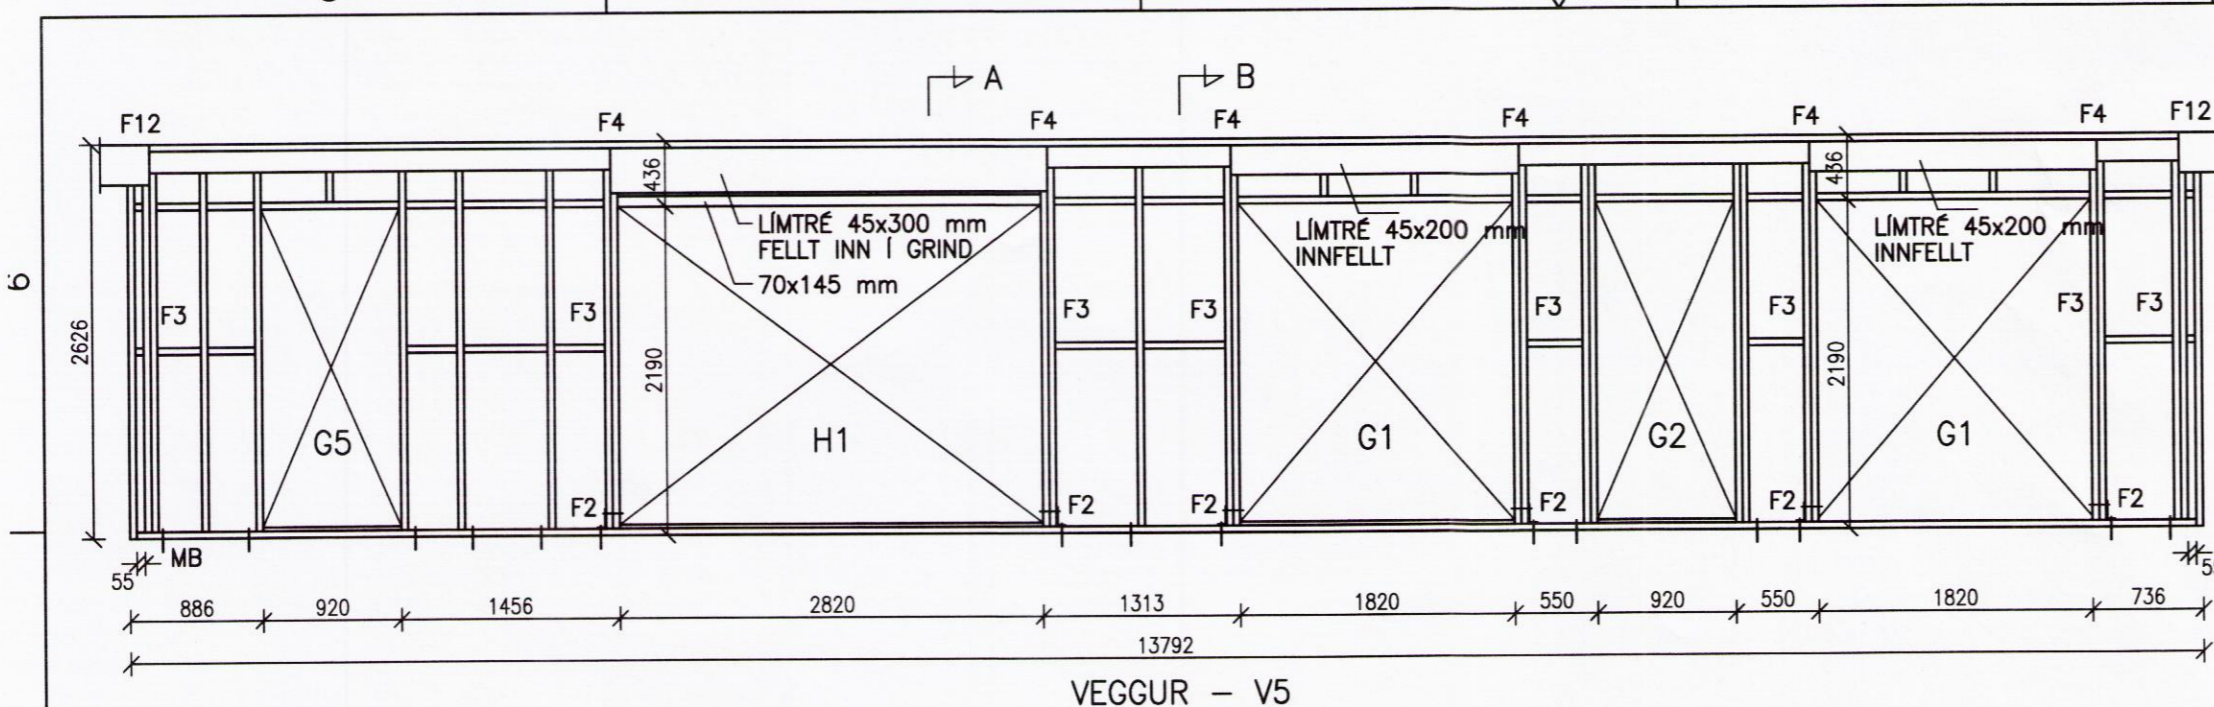 A
B
F12
F4
F4
F4
F4
F4
F4
F12
436
436
LÍMTRÉ 45x300 mm
FELLT INN Í GRIND
70x145 mm
LÍMTRÉ 45x200 mm
INNFELLT
LÍMTRÉ 45x200 mm
INNFELLT
6
2626
F3
F3
F3
F3
F3
F3
F3
F3
2190
2190
G5
H1
G1
G2
G1
F2
F2
F2
F2
F2
F2
55
MB
886
920
1456
2820
1313
1820
550
920
550
1820
736
13792
VEGGUR – V5